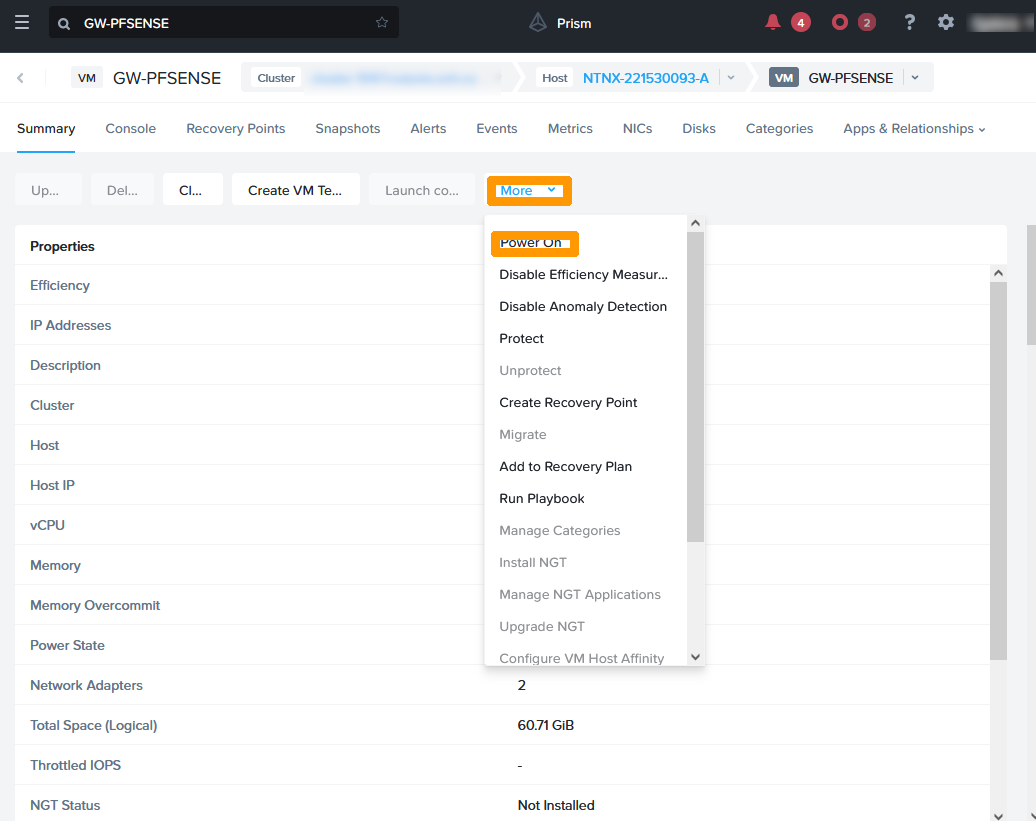 GW-PFSENSE
Prism
4
2
?
VM GW-PFSENSE Cluster Host NTNX-221530093-A VM GW-PFSENSE
Summary Console Recovery Points Snapshots Alerts Events Metrics NICs Disks Categories Apps & Relationships
Up... Del... Cl... Create VM Te... Launch co... More
Power On
Disable Efficiency Measur...
Disable Anomaly Detection
Protect
Unprotect
Create Recovery Point
Migrate
Add to Recovery Plan
Run Playbook
Manage Categories
Install NGT
Manage NGT Applications
Upgrade NGT
Configure VM Host Affinity
Properties
Efficiency
IP Addresses
Description
Cluster
Host
Host IP
vCPU
Memory
Memory Overcommit
Power State
Network Adapters 2
Total Space (Logical) 60.71 GiB
Throttled IOPS -
NGT Status Not Installed